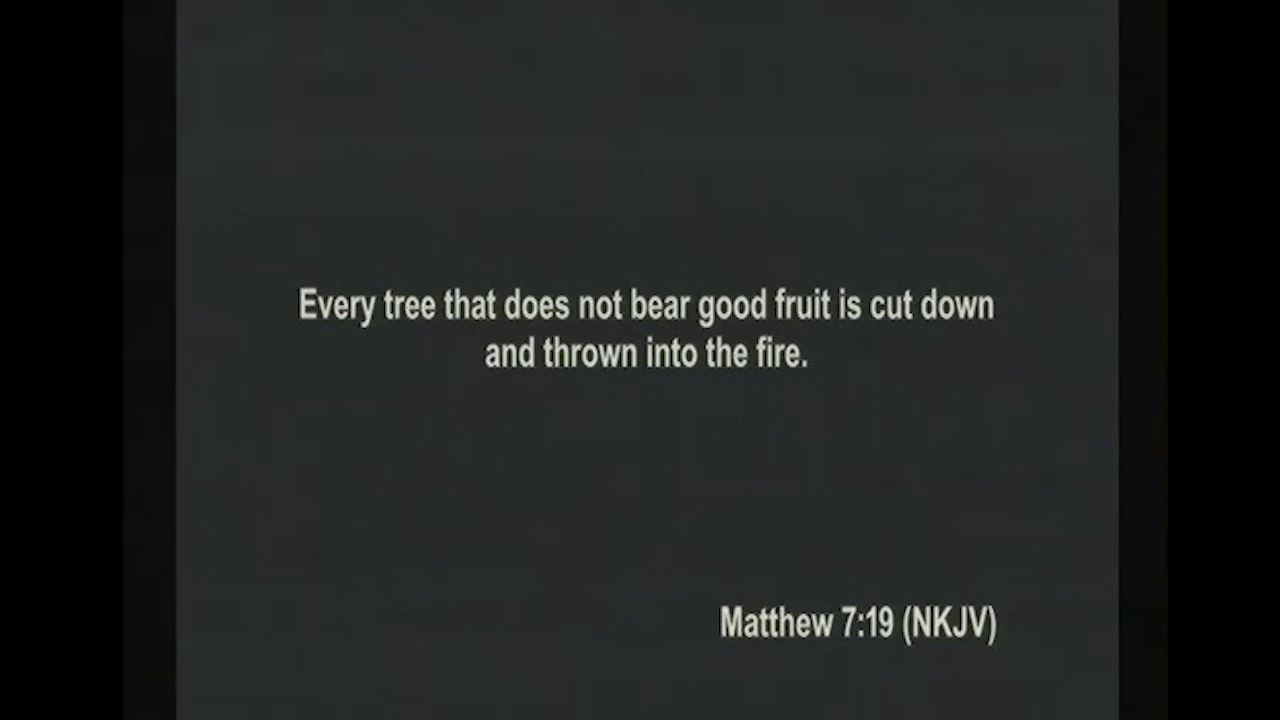 Every tree that does not bear good fruit is cut down
and thrown into the fire.
Matthew 7:19 (NKJV)